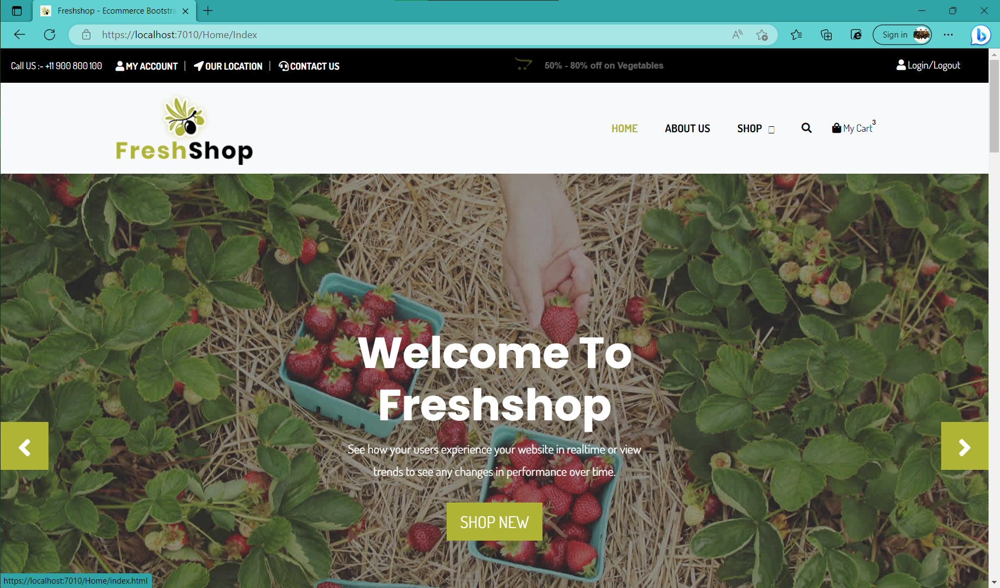 Freshshop - Ecommerce Bootstra
https://localhost:7010/Home/Index
Sign in
Call US :- +11 900 800 100
MY ACCOUNT
OUR LOCATION
CONTACT US
50% - 80% off on Vegetables
Login/Logout
FreshShop
HOME
ABOUT US
SHOP
My Cart
3
Welcome To
Freshshop
See how your users experience your website in realtime or view
trends to see any changes in performance over time.
SHOP NEW
https://localhost:7010/Home/index.html